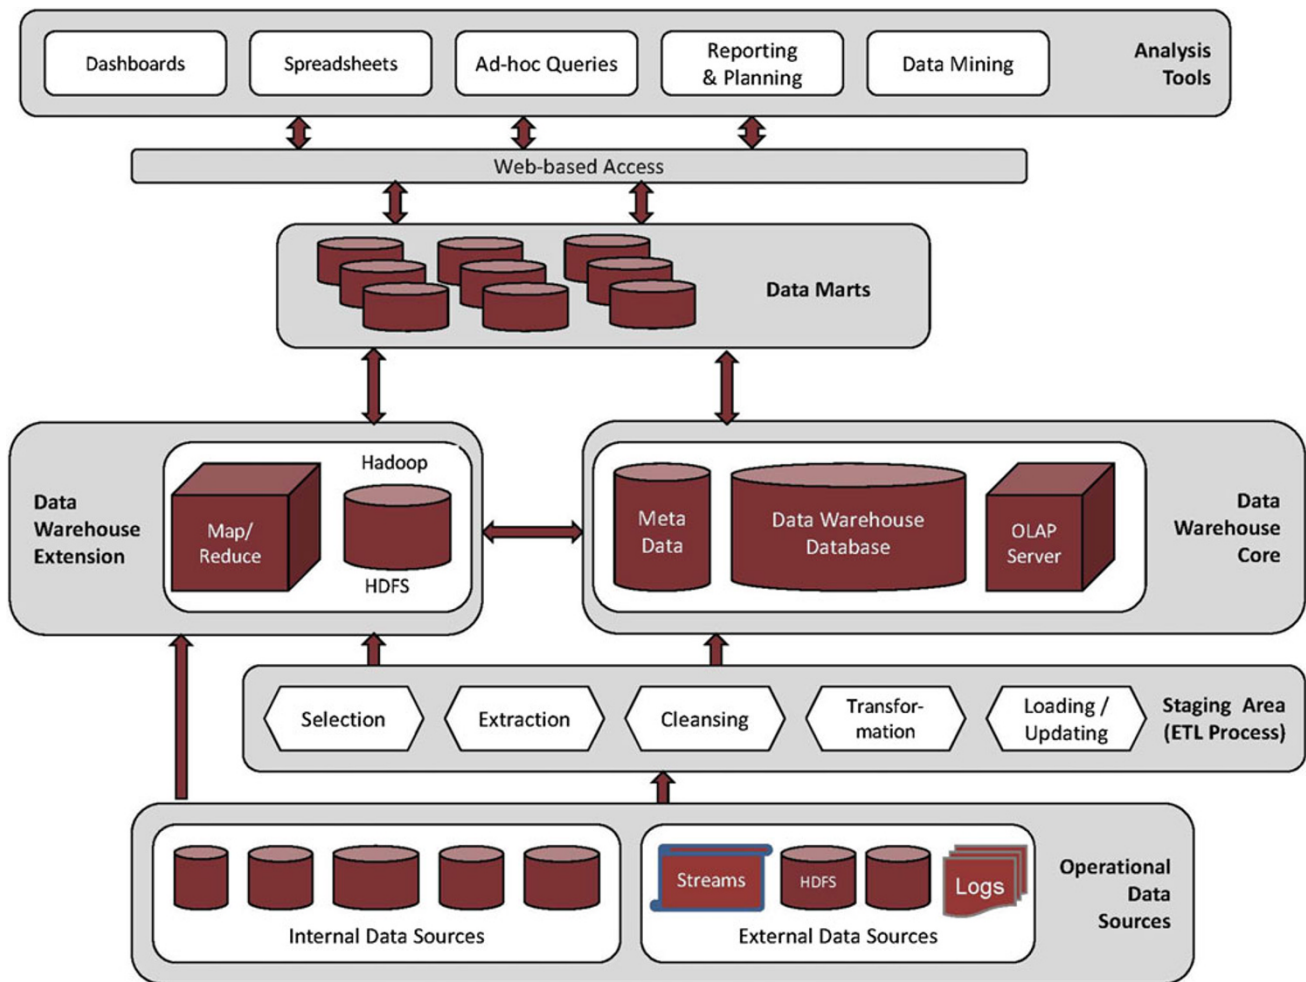 Dashboards
Spreadsheets
Ad-hoc Queries
Reporting
& Planning
Data Mining
Analysis
Tools
Web-based Access
Data Marts
Data
Warehouse
Extension
Map/
Reduce
Hadoop
HDFS
Meta
Data
Data Warehouse
Database
OLAP
Server
Data
Warehouse
Core
Selection
Extraction
Cleansing
Transfor-
mation
Loading /
Updating
Staging Area
(ETL Process)
Internal Data Sources
Streams
HDFS
Logs
External Data Sources
Operational
Data
Sources